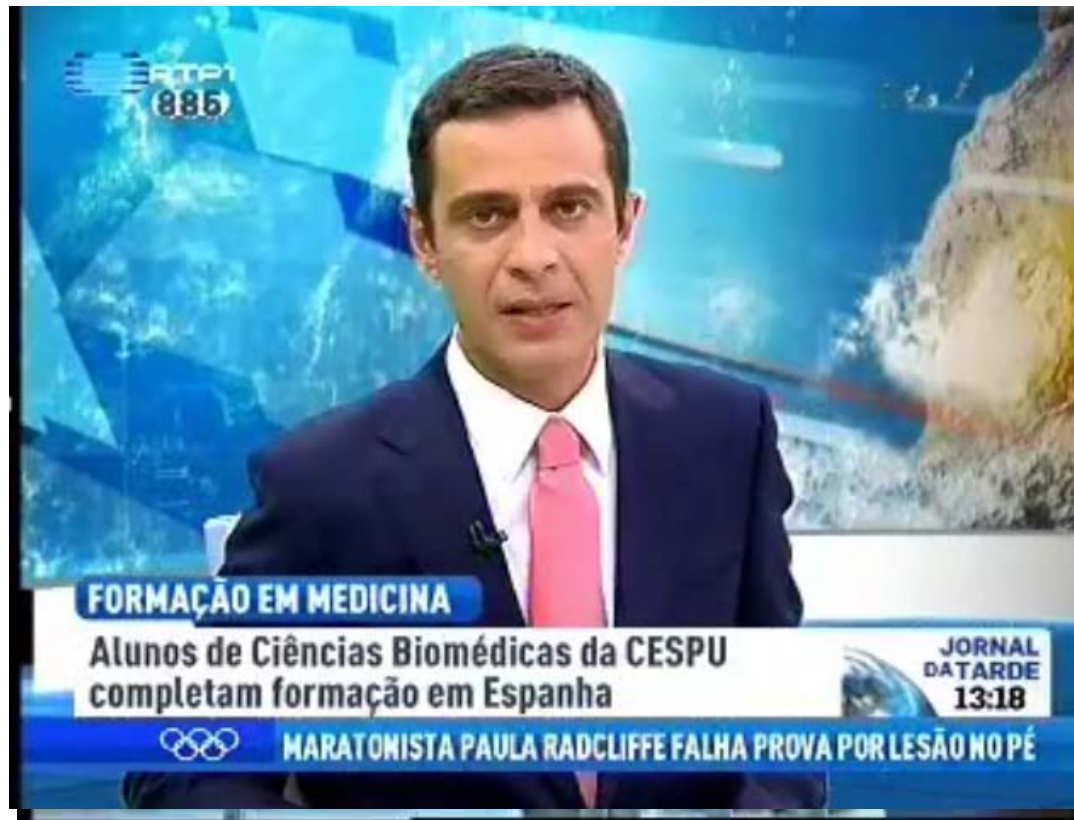 RTP1
885
FORMAÇÃO EM MEDICINA
Alunos de Ciências Biomédicas da CESPU
completam formação em Espanha
JORNAL
DA TARDE
13:18
MARATONISTA PAULA RADCLIFFE FALHA PROVA POR LESÃO NO PÉ